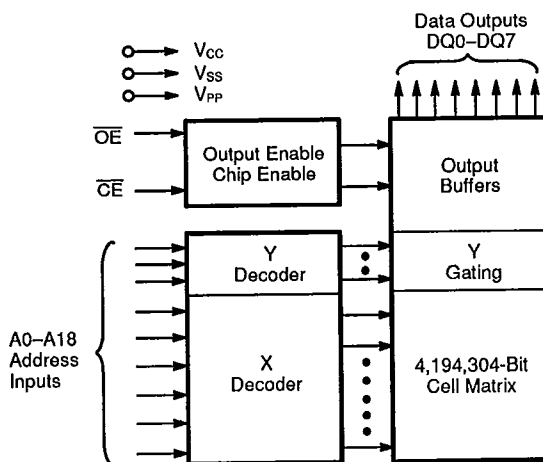 Data Outputs
DQ0–DQ7
VCC
VSS
VPP
OE
CE
Output Enable
Chip Enable
Output
Buffers
Y
Decoder
Y
Gating
A0–A18
Address
Inputs
X
Decoder
4,194,304-Bit
Cell Matrix